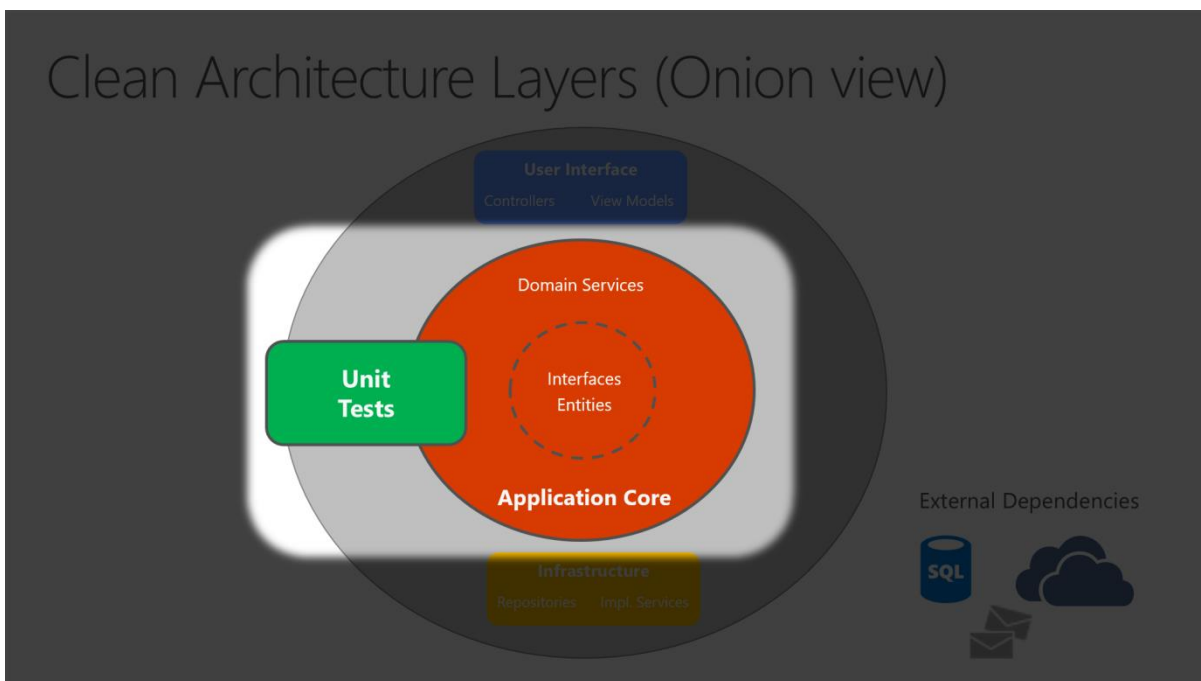 Clean Architecture Layers (Onion view)
User Interface
Controllers View Models
Domain Services
Unit
Tests
Interfaces
Entities
Application Core
External Dependencies
SQL
Infrastructure
Repositories Impl. Services